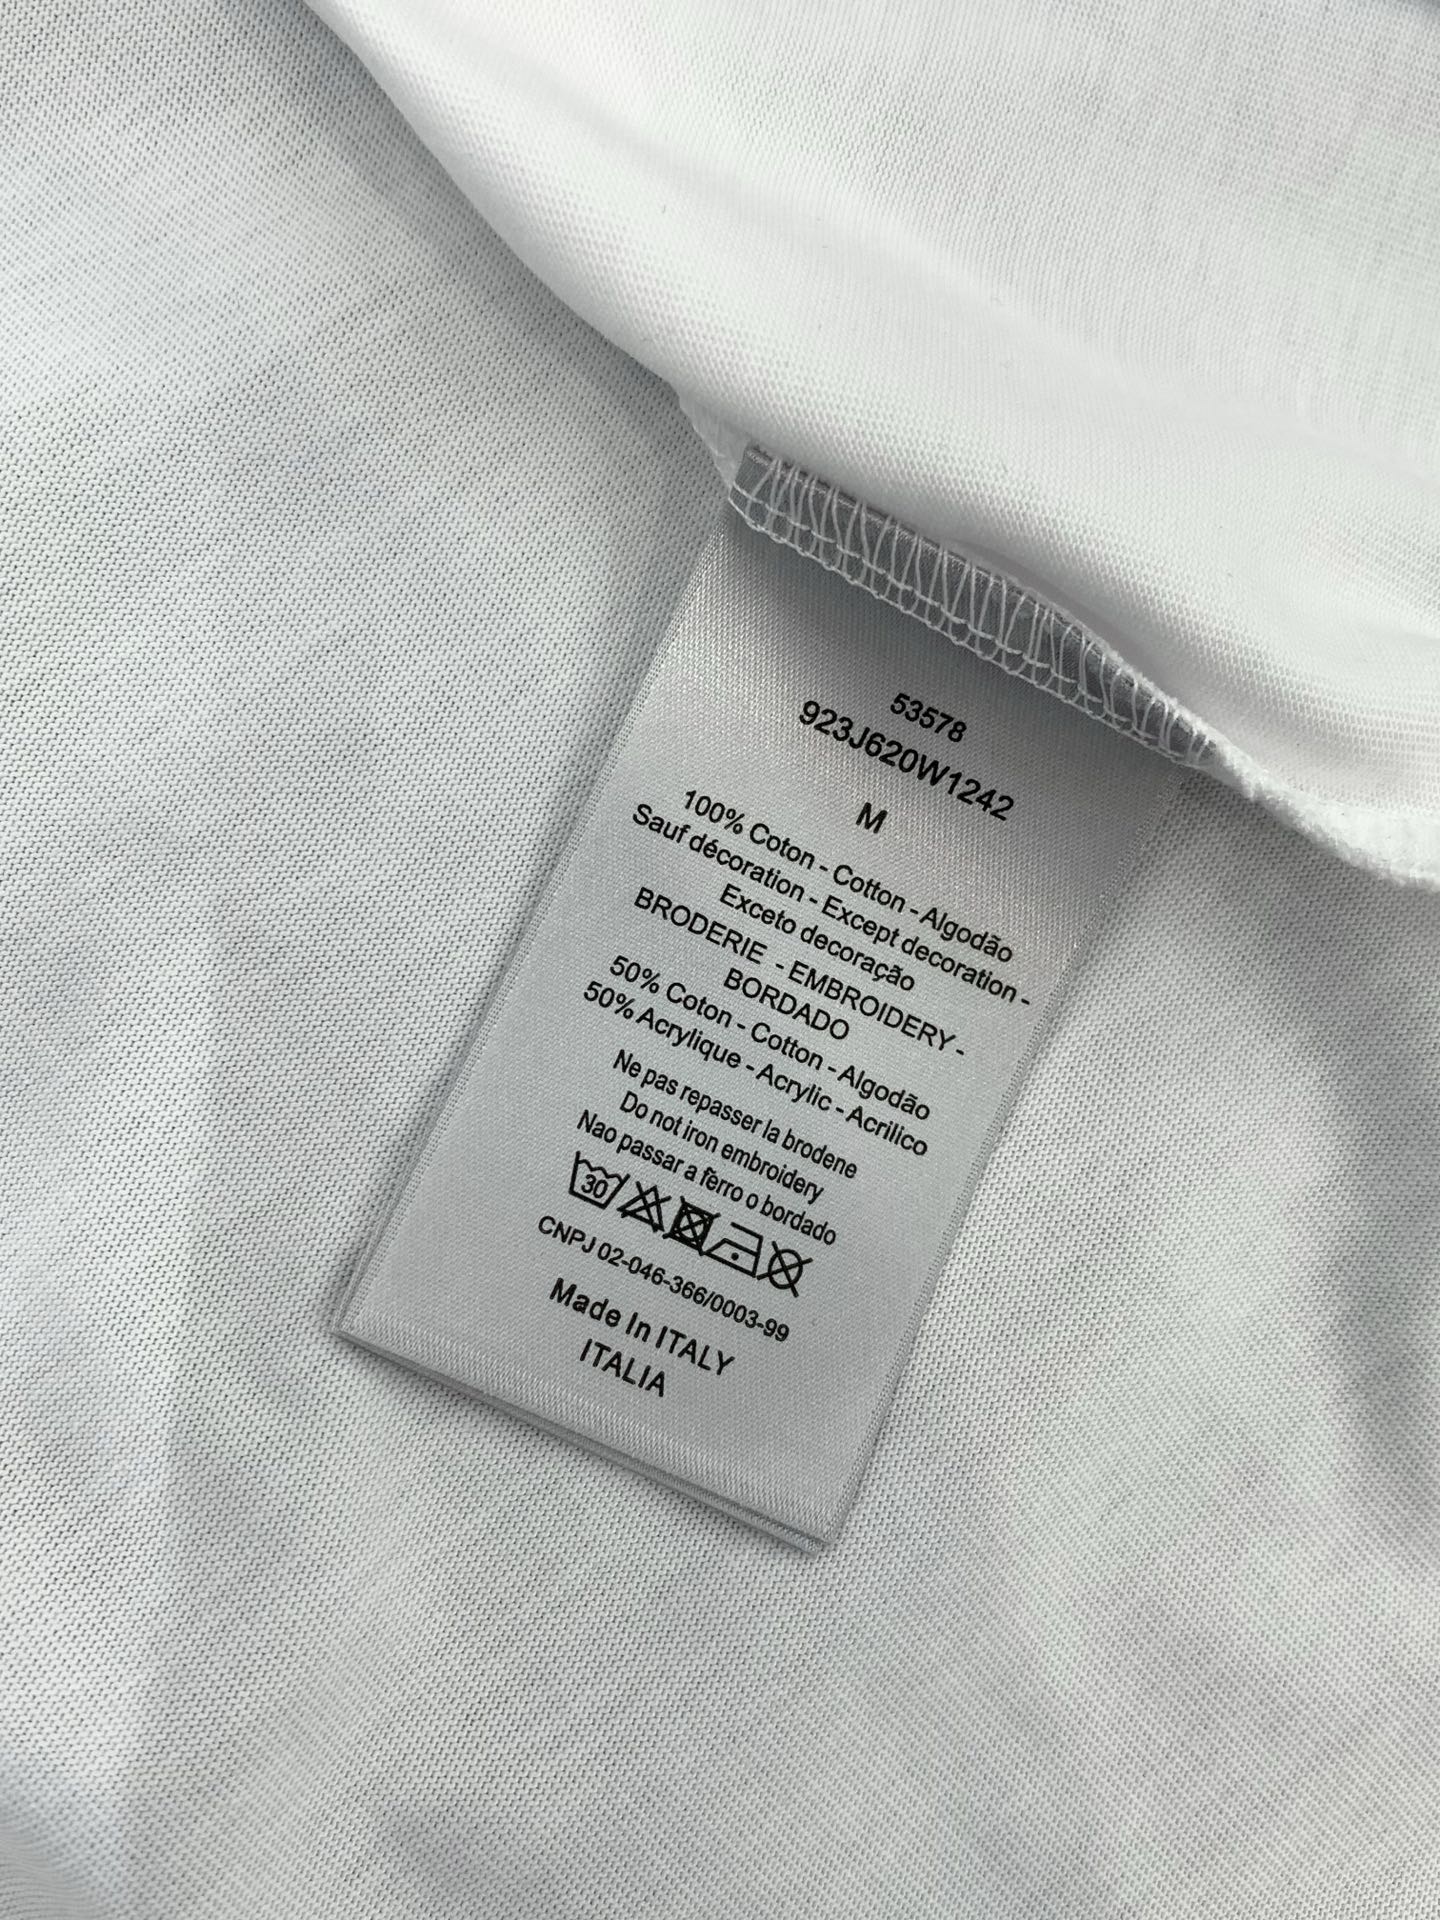 53578
923J620W1242
M
100% Coton - Cotton - Algodão
Sauf décoration - Except decoration -
Exceto decoração
BRODERIE - EMBROIDERY -
BORDADO
50% Coton - Cotton - Algodão
50% Acrylique - Acrylic - Acrilico
Ne pas repasser la brodene
Do not iron embroidery
Nao passar a fèrro o bordado
30
CNPJ 02-046-366/0003-99
Made In ITALY
ITALIA